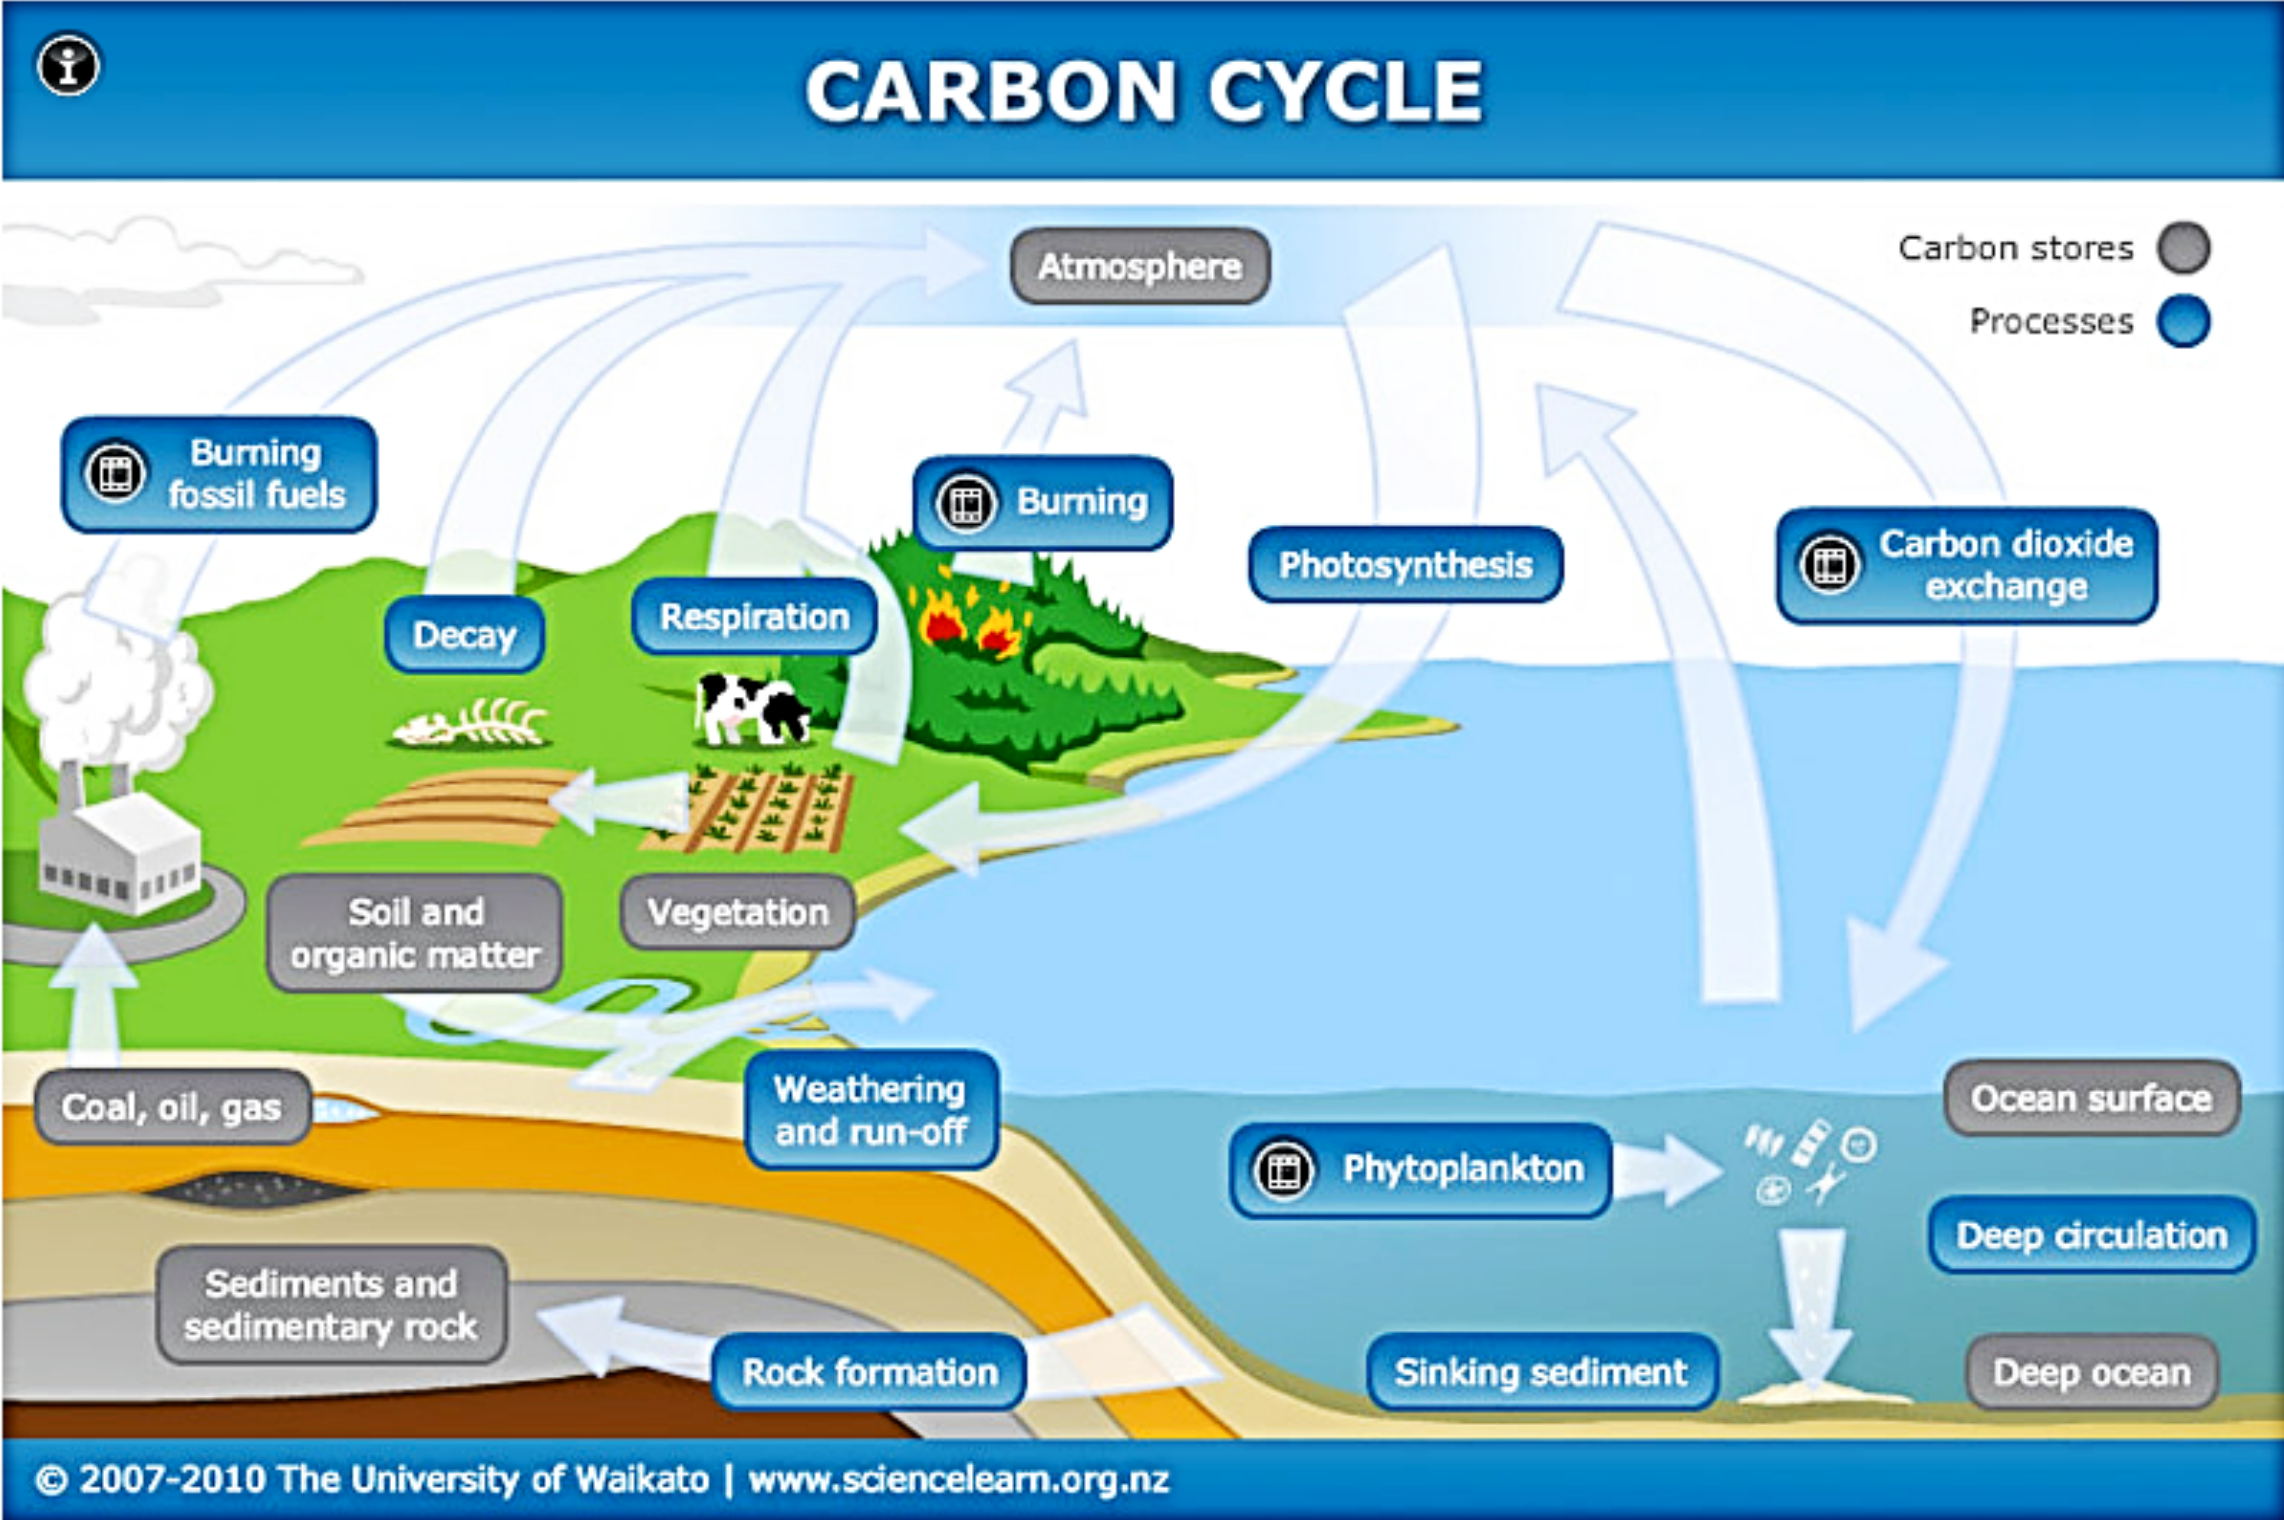 CARBON CYCLE
Atmosphere
Carbon stores
Processes
Burning
fossil fuels
Burning
Photosynthesis
Carbon dioxide
exchange
Decay
Respiration
Soil and
organic matter
Vegetation
Coal, oil, gas
Weathering
and run-off
Ocean surface
Phytoplankton
Deep circulation
Sediments and
sedimentary rock
Rock formation
Sinking sediment
Deep ocean
© 2007-2010 The University of Waikato | www.sciencelearn.org.nz